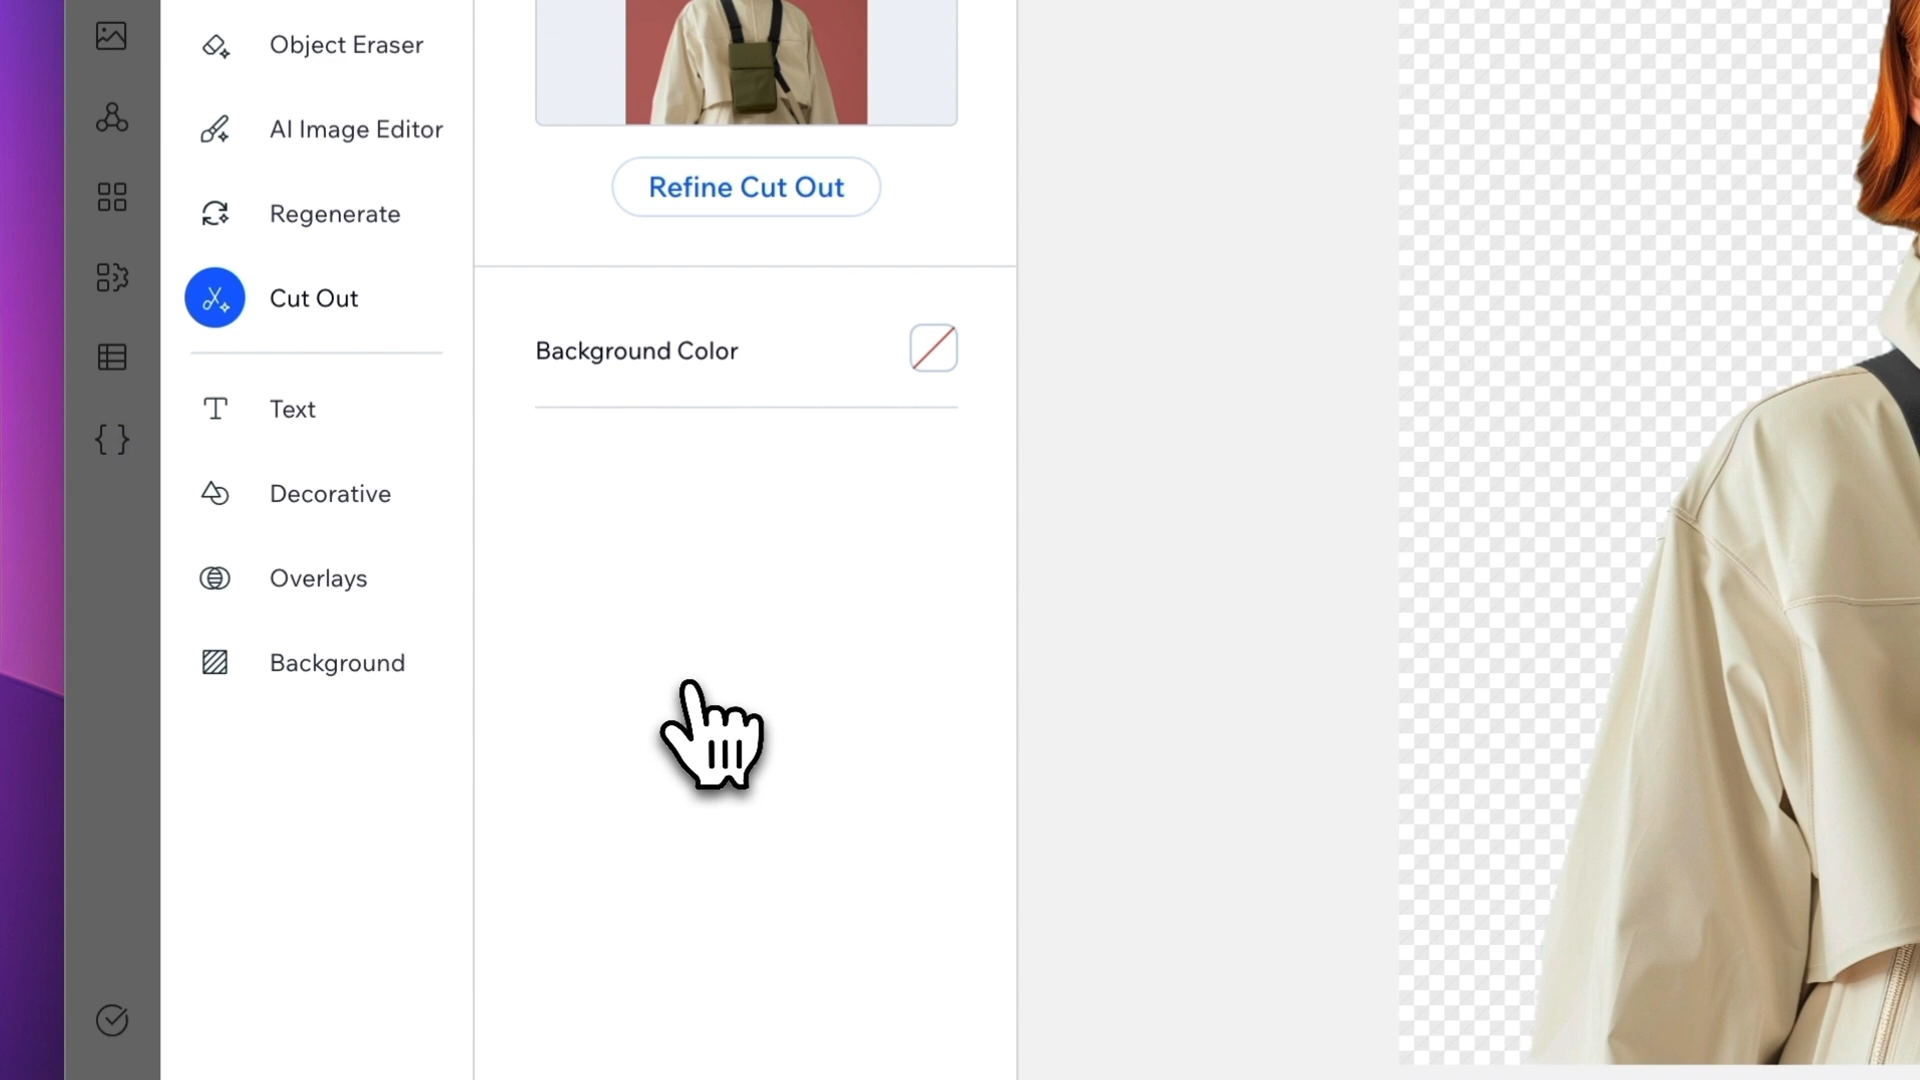 Object Eraser
AI Image Editor
Regenerate
Cut Out
Text
Decorative
Overlays
Background
Refine Cut Out
Background Color